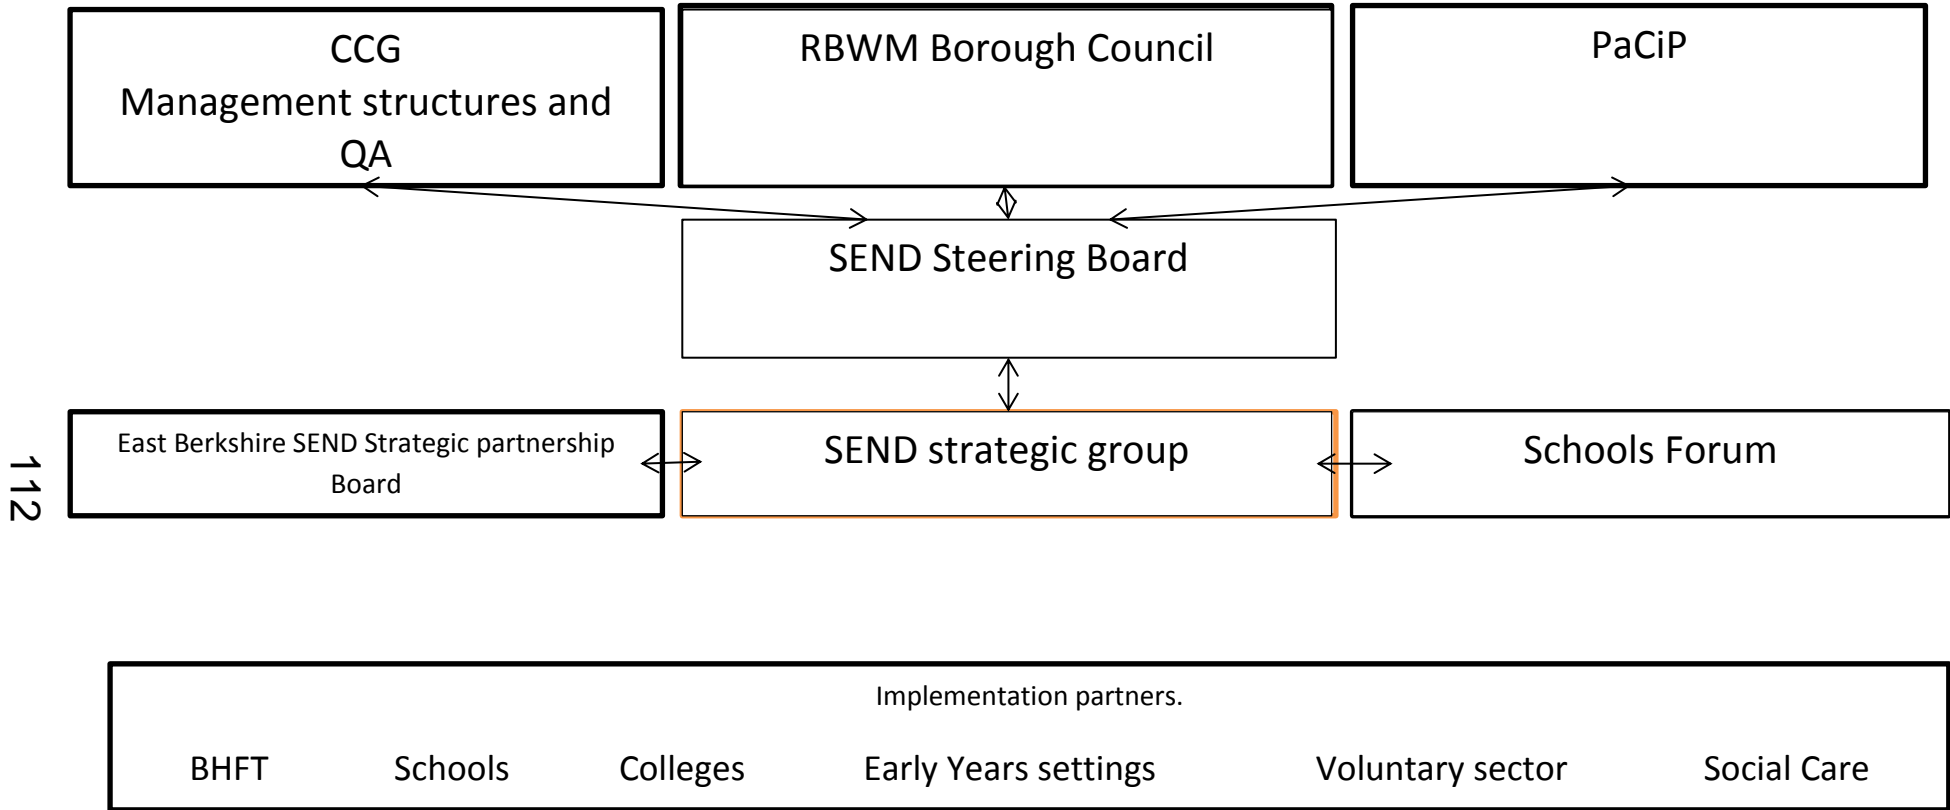 CCG
Management structures and
QA
RBWM Borough Council
PaCiP
SEND Steering Board
East Berkshire SEND Strategic partnership
Board
SEND strategic group
Schools Forum
112
Implementation partners.
BHFT Schools Colleges Early Years settings Voluntary sector Social Care